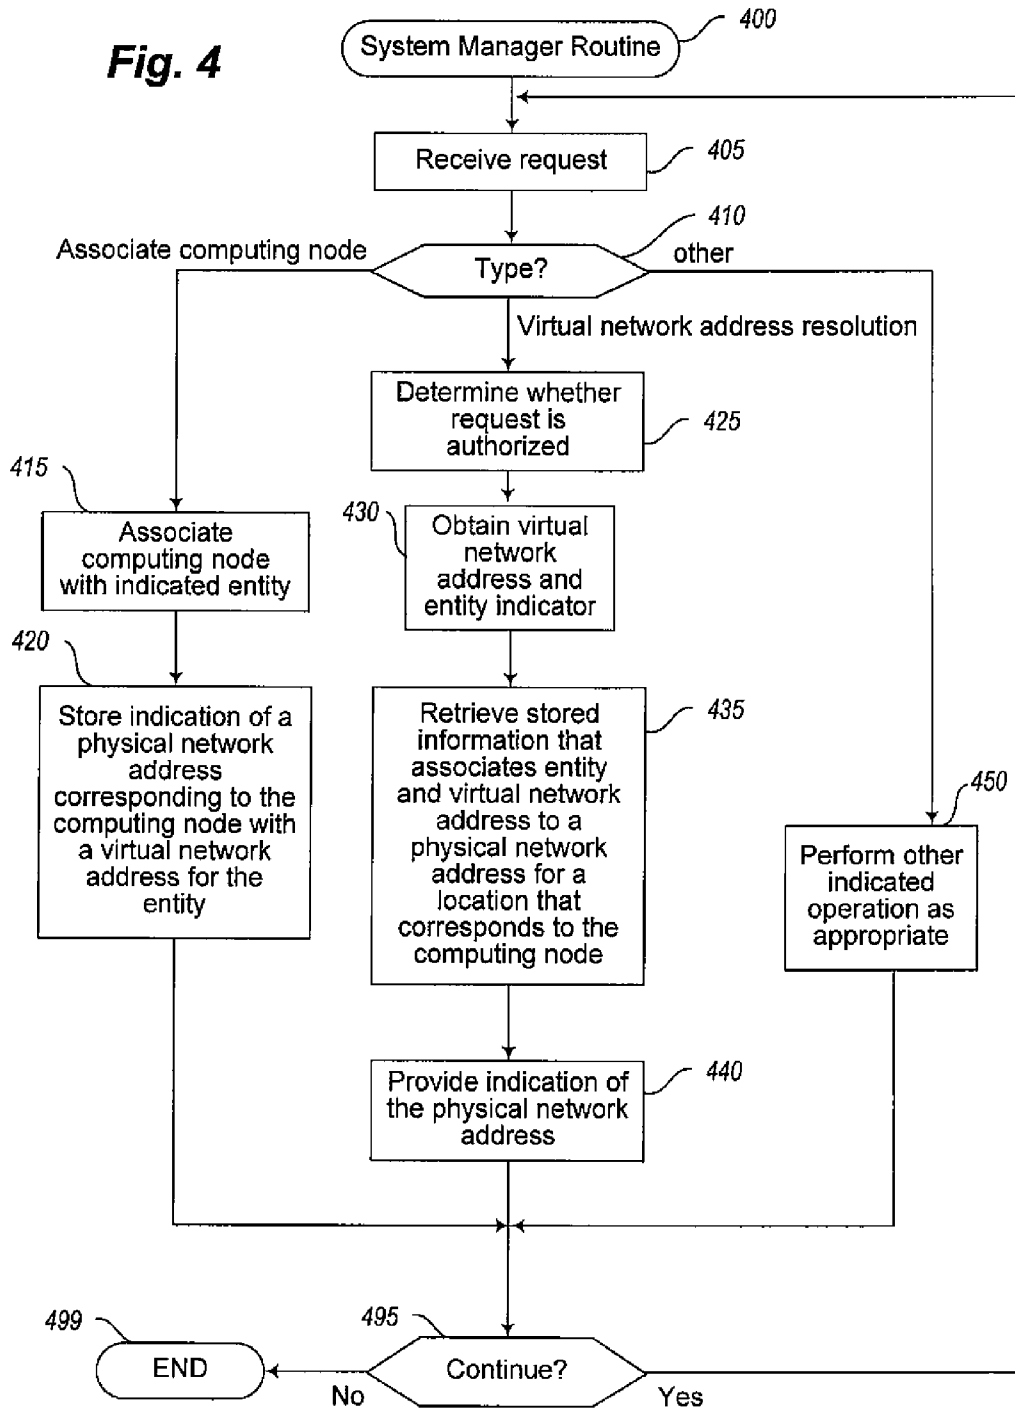 Fig. 4
System Manager Routine
400
Receive request
405
410
Associate computing node
Type?
other
Virtual network address resolution
Determine whether
request is
authorized
425
415
Associate
computing node
with indicated entity
430
Obtain virtual
network
address and
entity indicator
420
Store indication of a
physical network
address
corresponding to the
computing node with
a virtual network
address for the
entity
Retrieve stored
information that
associates entity
and virtual network
address to a
physical network
address for a
location that
corresponds to the
computing node
435
450
Perform other
indicated
operation as
appropriate
Provide indication of
the physical network
address
440
499
END
495
Continue?
No
Yes